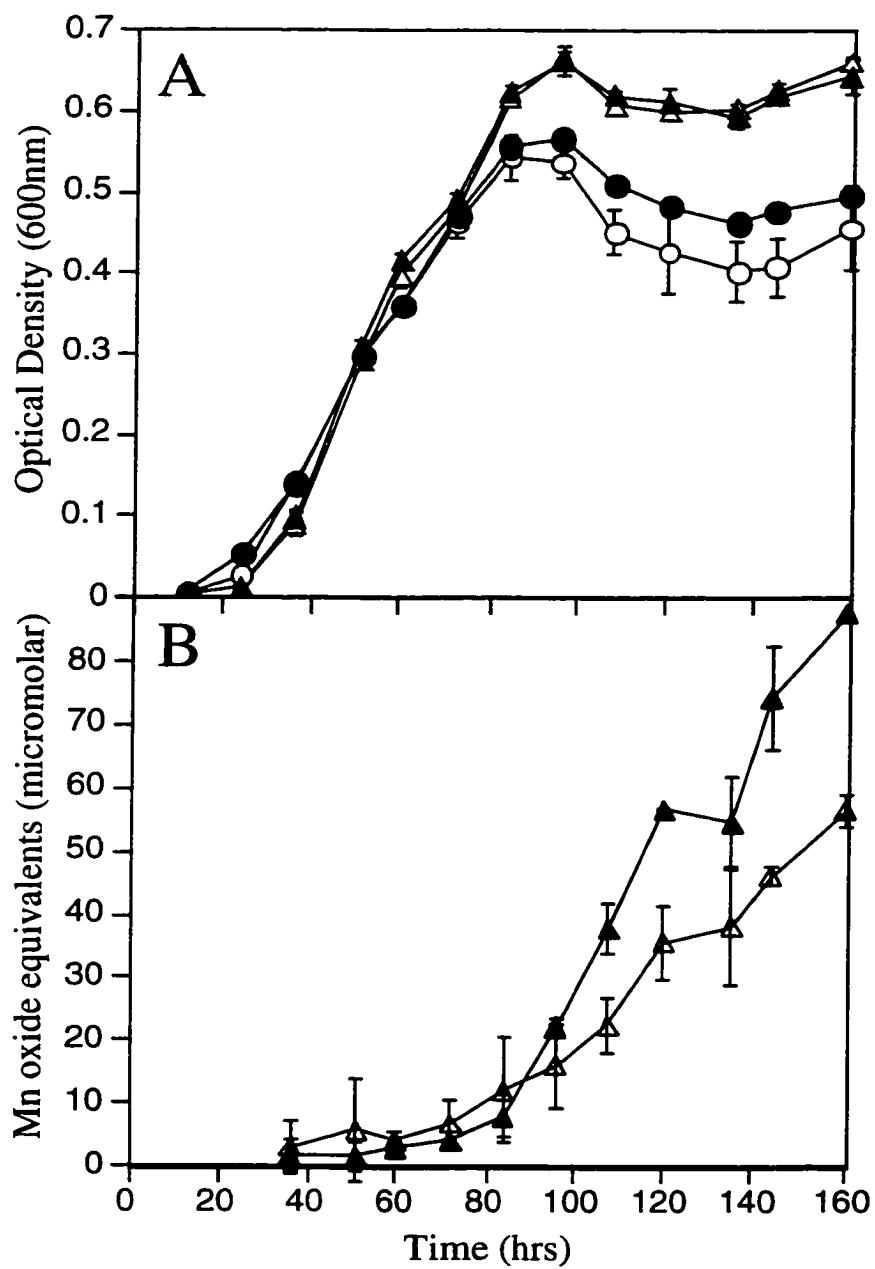 A
0.7
0.6
0.5
0.4
0.3
0.2
0.1
0
Optical Density (600nm)
B
80
70
60
50
40
30
20
10
0
Mn oxide equivalents (micromolar)
0 20 40 60 80 100 120 140 160
Time (hrs)